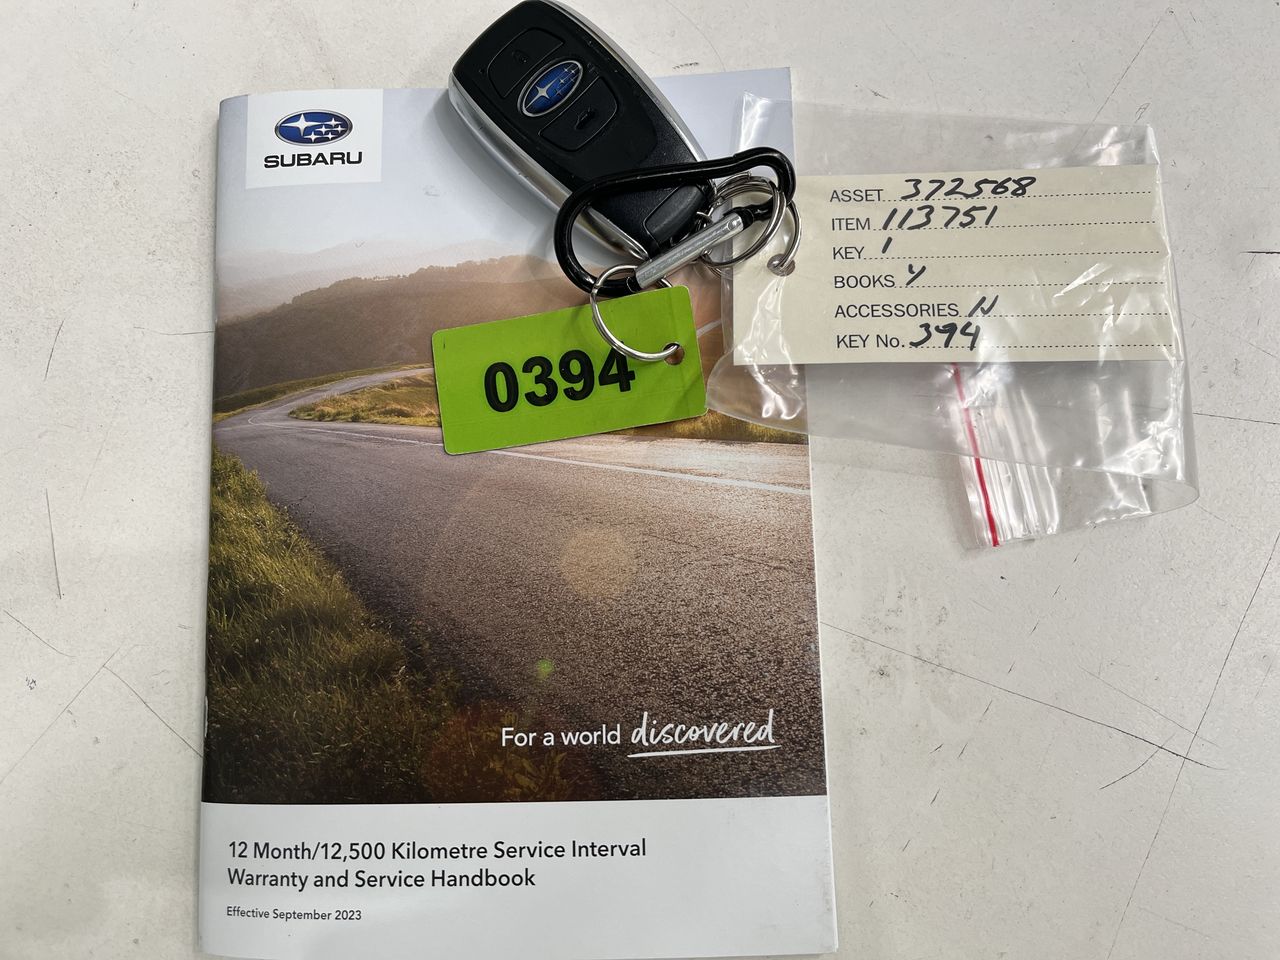 SUBARU
0394
ASSET 372568
ITEM 113751
KEY 1
BOOKS Y
ACCESSORIES N
KEY No. 394
For a world discovered
12 Month/12,500 Kilometre Service Interval
Warranty and Service Handbook
Effective September 2023